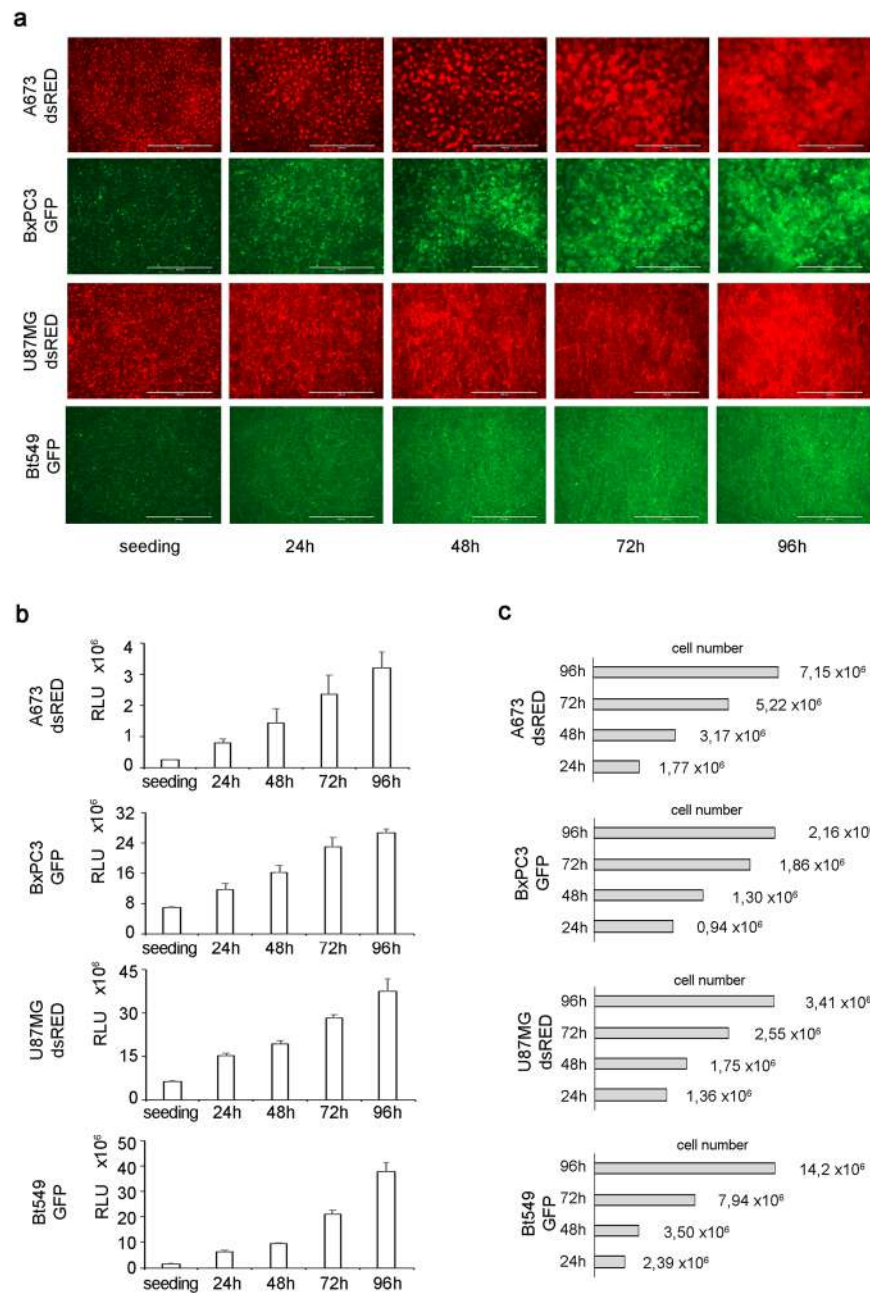 a
A673
dsRED
BxPC3
GFP
U87MG
dsRED
Bt549
GFP
seeding 24h 48h 72h 96h
b
A673
dsRED
RLU x10⁶
4
3
2
1
0
seeding 24h 48h 72h 96h
BxPC3
GFP
RLU x10⁶
32
24
16
8
0
seeding 24h 48h 72h 96h
U87MG
dsRED
RLU x10⁶
45
30
15
0
seeding 24h 48h 72h 96h
Bt549
GFP
RLU x10⁶
50
40
30
20
10
0
seeding 24h 48h 72h 96h
c
cell number
A673
dsRED
96h 7,15 x10⁶
72h 5,22 x10⁶
48h 3,17 x10⁶
24h 1,77 x10⁶
cell number
BxPC3
GFP
96h 2,16 x10⁶
72h 1,86 x10⁶
48h 1,30 x10⁶
24h 0,94 x10⁶
cell number
U87MG
dsRED
96h 3,41 x10⁶
72h 2,55 x10⁶
48h 1,75 x10⁶
24h 1,36 x10⁶
cell number
Bt549
GFP
96h 14,2 x10⁶
72h 7,94 x10⁶
48h 3,50 x10⁶
24h 2,39 x10⁶